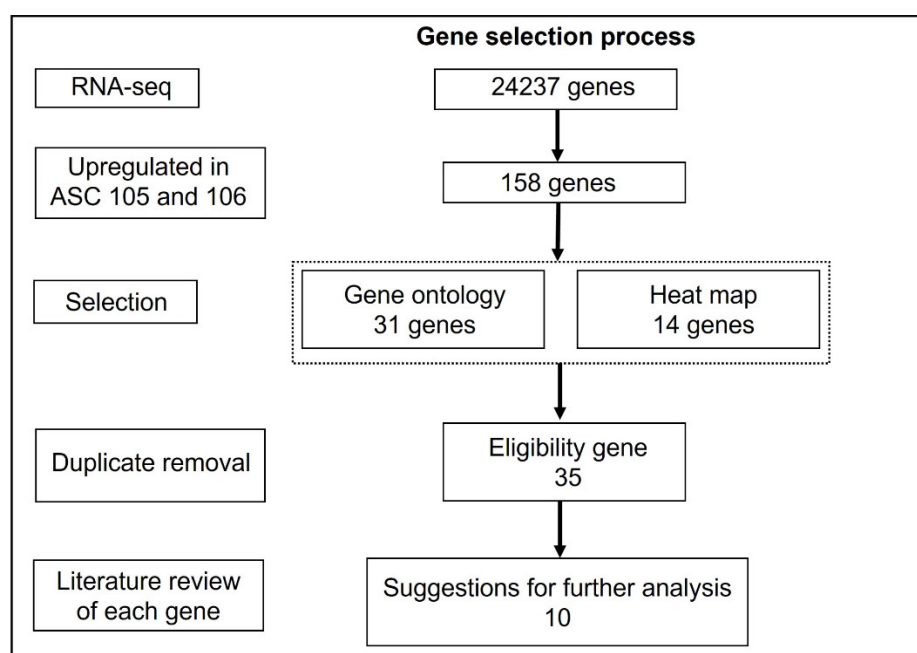 Gene selection process
RNA-seq
24237 genes
Upregulated in
ASC 105 and 106
158 genes
Selection
Gene ontology
31 genes
Heat map
14 genes
Duplicate removal
Eligibility gene
35
Literature review
of each gene
Suggestions for further analysis
10